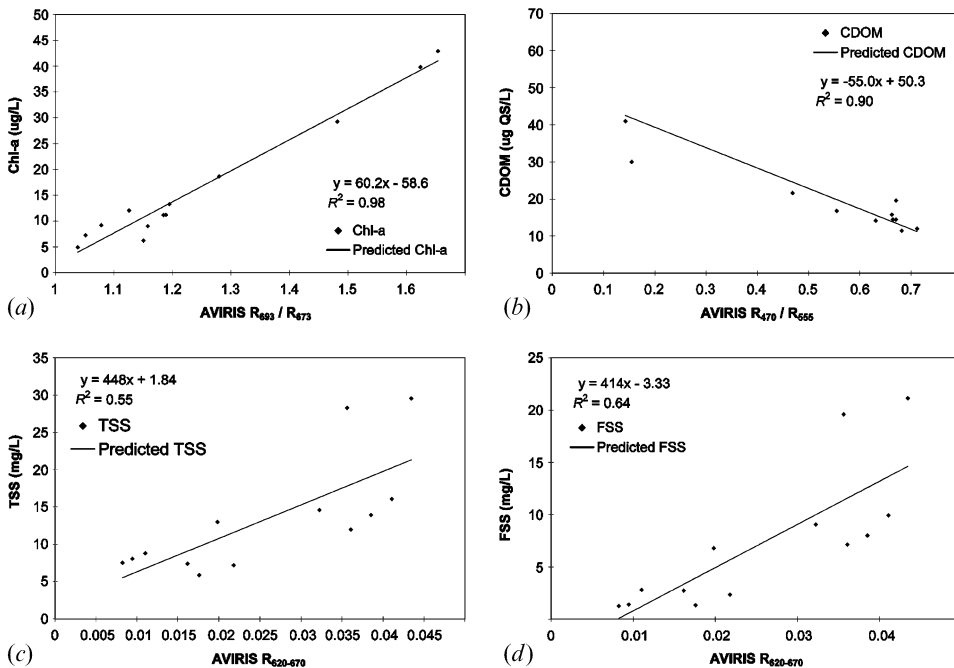 50
45
40
35
30
25
20
15
10
5
0
Chl-a (ug/L)
y = 60.2x - 58.6
R² = 0.98
Chl-a
Predicted Chl-a
1 1.1 1.2 1.3 1.4 1.5 1.6
(a)
AVIRIS R₆₉₃ / R₆₇₃
70
60
50
40
30
20
10
0
CDOM (ug QS/L)
CDOM
Predicted CDOM
y = -55.0x + 50.3
R² = 0.90
0 0.1 0.2 0.3 0.4 0.5 0.6 0.7
(b)
AVIRIS R₄₇₀ / R₅₅₅
35
30
25
20
15
10
5
0
TSS (mg/L)
y = 448x + 1.84
R² = 0.55
TSS
Predicted TSS
0 0.005 0.01 0.015 0.02 0.025 0.03 0.035 0.04 0.045
(c)
AVIRIS R₆₂₀₋₆₇₀
25
20
15
10
5
0
FSS (mg/L)
y = 414x - 3.33
R² = 0.64
FSS
Predicted FSS
0 0.01 0.02 0.03 0.04
(d)
AVIRIS R₆₂₀₋₆₇₀